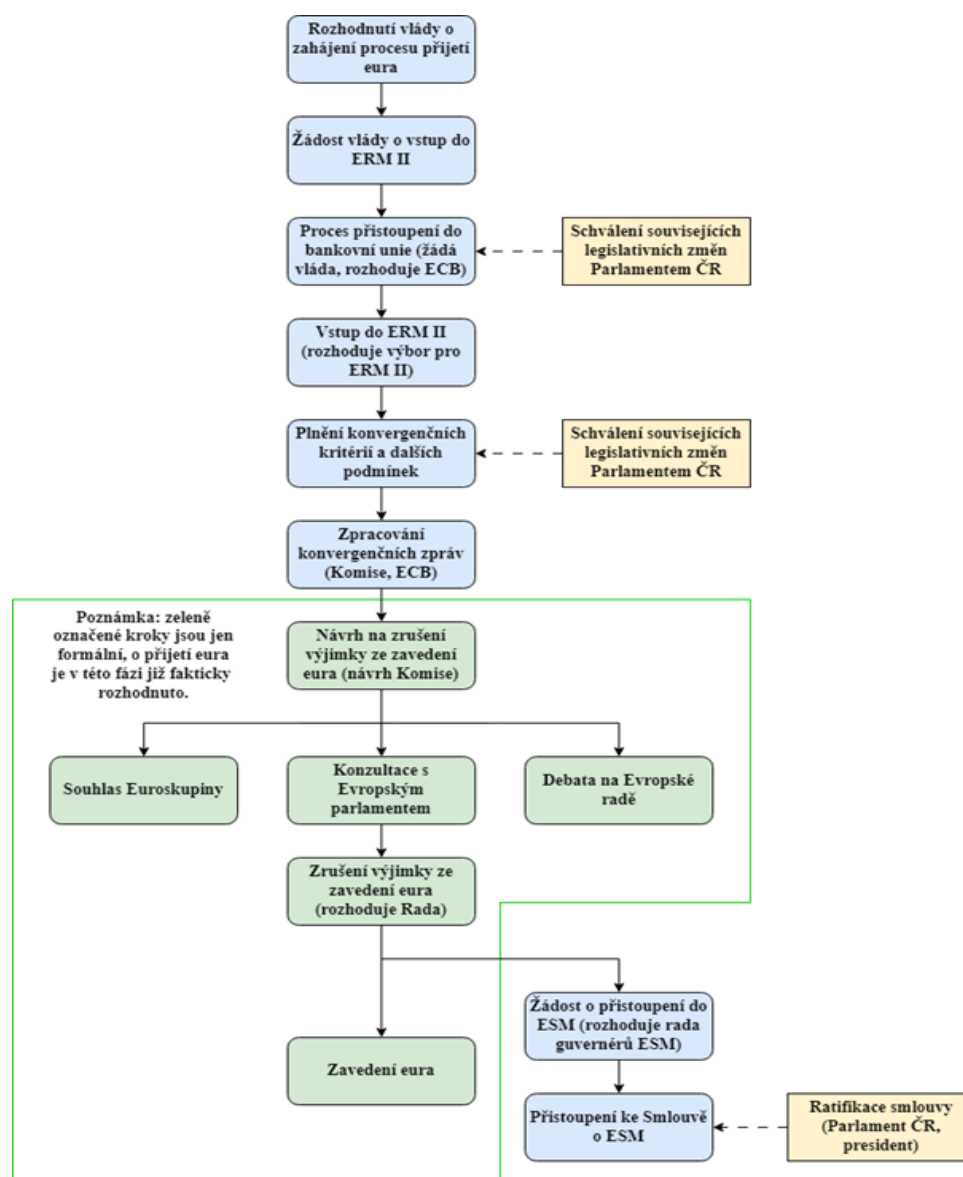 Rozhodnutí vlády o
zahájení procesu přijetí
eura
Žádost vlády o vstup do
ERM II
Proces přistoupení do
bankovní unie (žádá
vláda, rozhoduje ECB)
Schválení souvisejících
legislativních změn
Parlamentem ČR
Vstup do ERM II
(rozhoduje výbor pro
ERM II)
Plnění konvergenčních
kritérií a dalších
podmínek
Schválení souvisejících
legislativních změn
Parlamentem ČR
Zpracování
konvergenčních zpráv
(Komise, ECB)
Poznámka: zeleně
označené kroky jsou jen
formální, o přijetí eura
je v této fázi již fakticky
rozhodnuto.
Návrh na zrušení
výjimky ze zavedení
eura (návrh Komise)
Souhlas Euroskupiny
Konzultace s
Evropským
parlamentem
Debata na Evropské
radě
Zrušení výjimky ze
zavedení eura
(rozhoduje Rada)
Žádost o přistoupení do
ESM (rozhoduje rada
guvernérů ESM)
Zavedení eura
Přistoupení ke Smlouvě
o ESM
Ratifikace smlouvy
(Parlament ČR,
president)